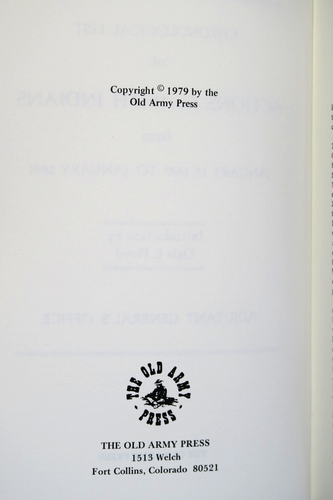 Copyright © 1979 by the
Old Army Press
THE OLD ARMY
PRESS
THE OLD ARMY PRESS
1513 Welch
Fort Collins, Colorado 80521